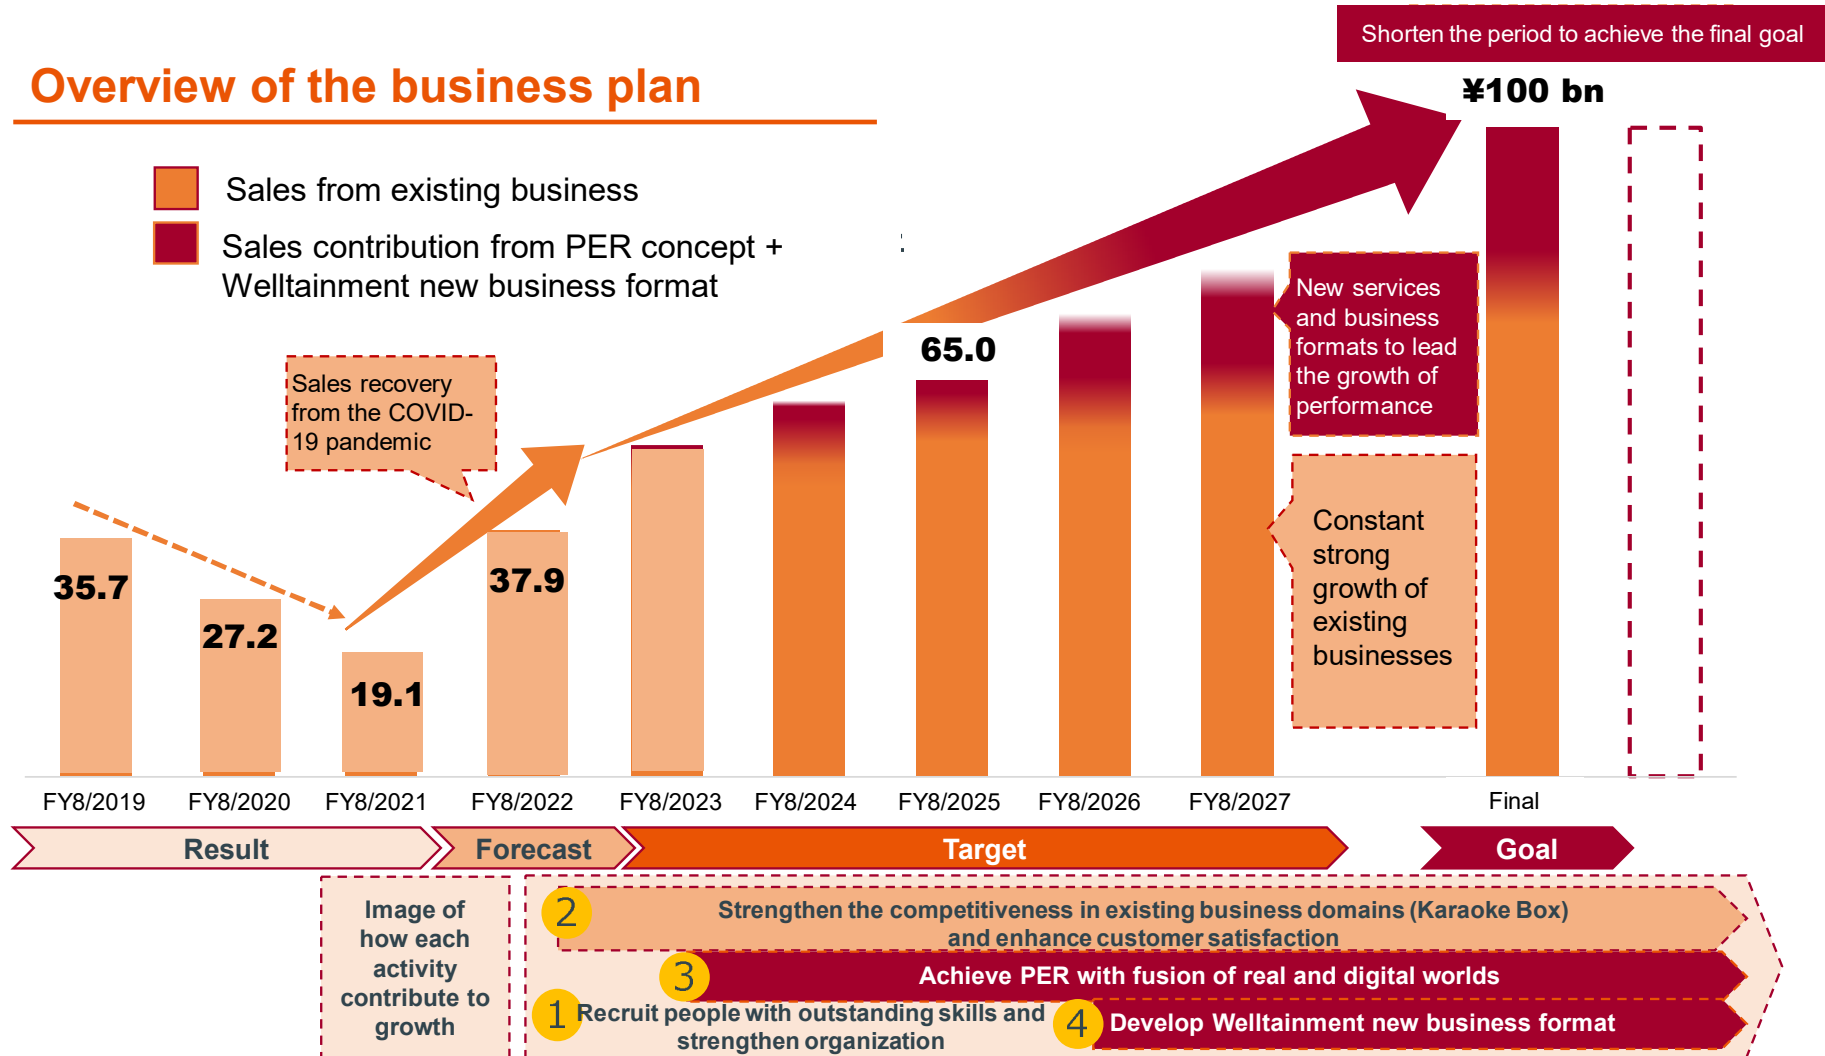 Shorten the period to achieve the final goal
Overview of the business plan
¥100 bn
Sales from existing business
Sales contribution from PER concept +
Welltainment new business format
New services
and business
formats to lead
the growth of
performance
65.0
Sales recovery
from the COVID-
19 pandemic
Constant
strong
growth of
existing
businesses
35.7
27.2
19.1
37.9
FY8/2019
FY8/2020
FY8/2021
FY8/2022
FY8/2023
FY8/2024
FY8/2025
FY8/2026
FY8/2027
Final
Result
Forecast
Target
Goal
Image of
how each
activity
contribute to
growth
2
Strengthen the competitiveness in existing business domains (Karaoke Box)
and enhance customer satisfaction
3
Achieve PER with fusion of real and digital worlds
1
Recruit people with outstanding skills and
strengthen organization
4
Develop Welltainment new business format